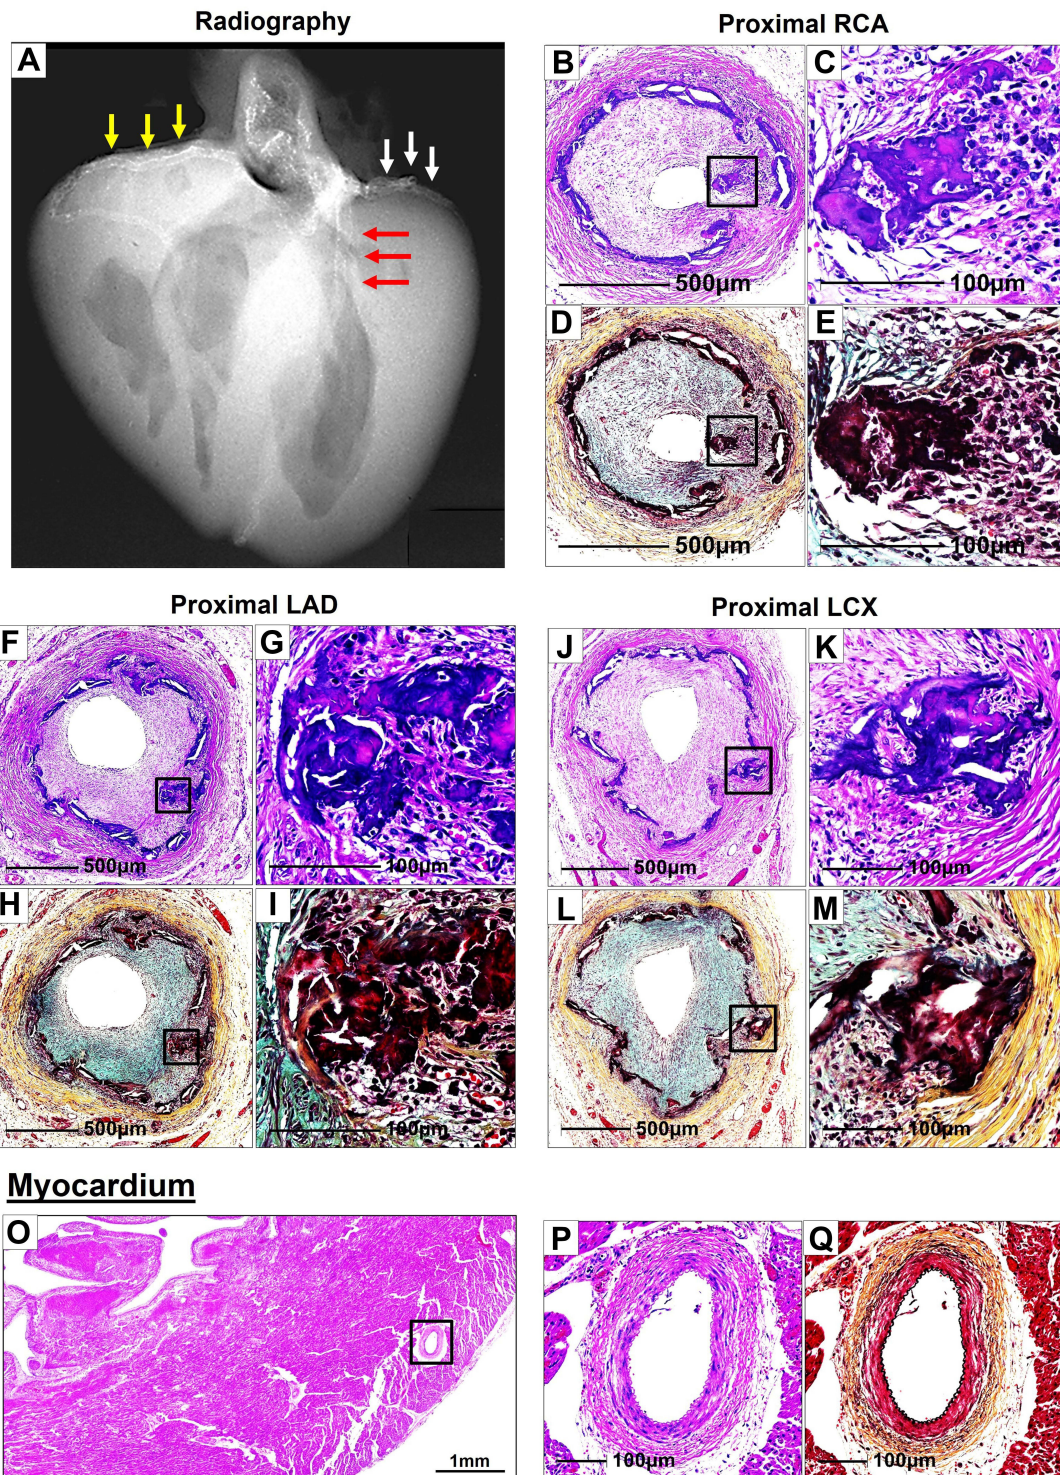 Radiography
Proximal RCA
A
B
C
500μm
100μm
D
E
500μm
100μm
Proximal LAD
Proximal LCX
F
G
J
K
500μm
100μm
500μm
100μm
H
I
L
M
500μm
100μm
500μm
100μm
Myocardium
O
P
Q
1mm
100μm
100μm